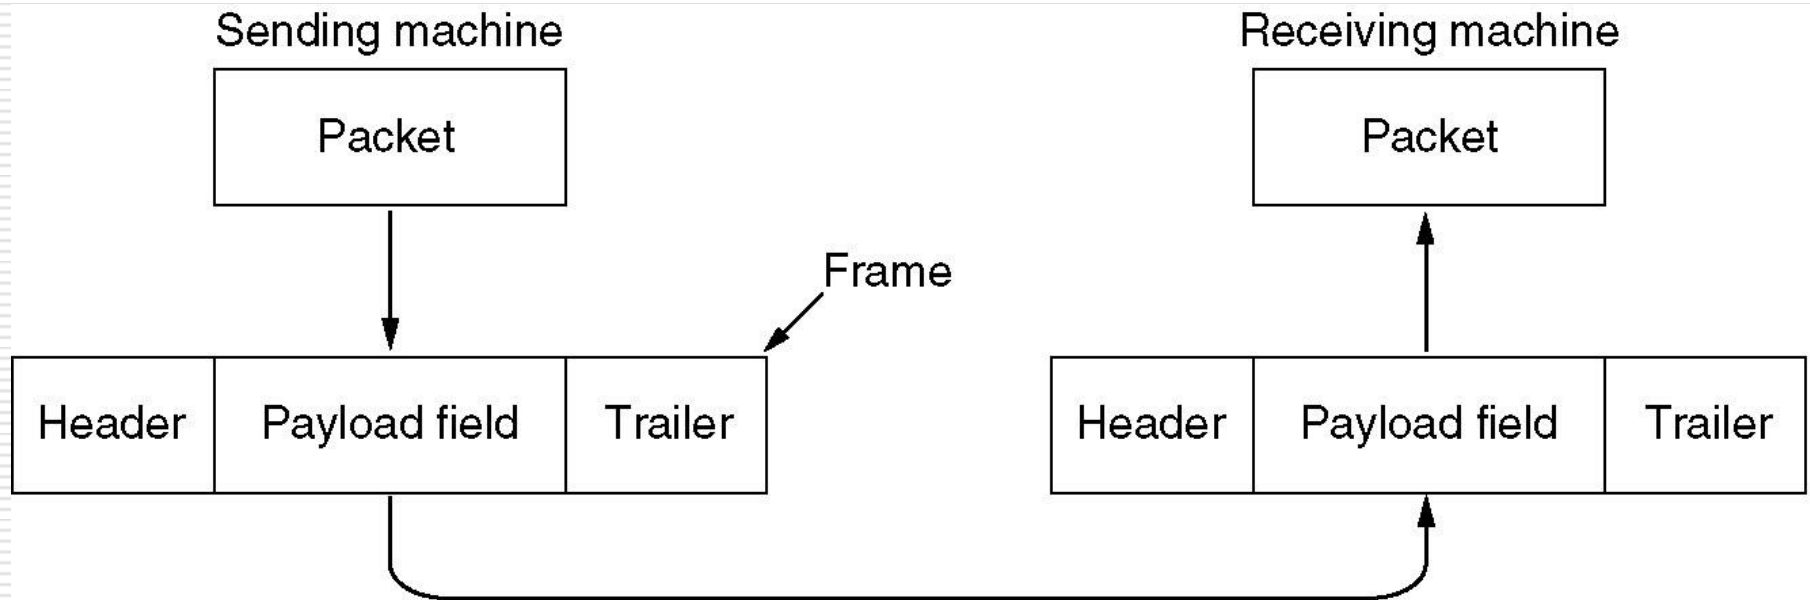 Sending machine
Receiving machine
Packet
Packet
Frame
Header
Payload field
Trailer
Header
Payload field
Trailer